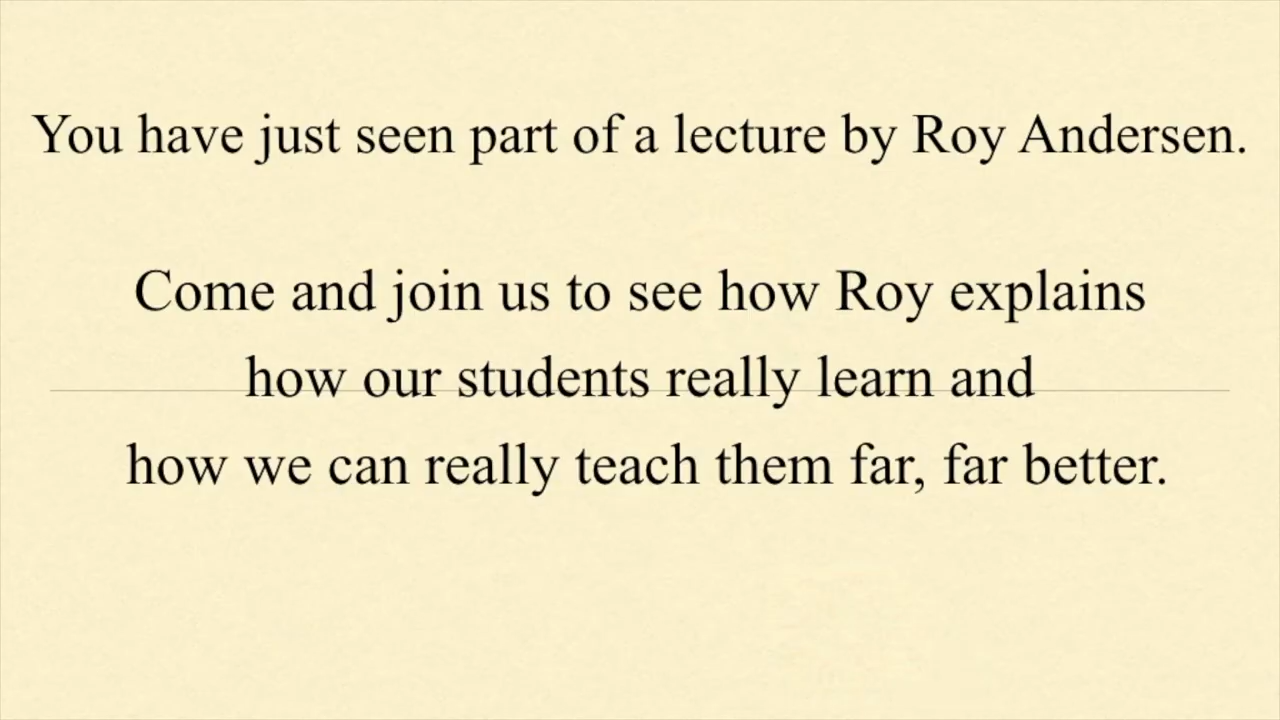 You have just seen part of a lecture by Roy Andersen.
Come and join us to see how Roy explains
how our students really learn and
how we can really teach them far, far better.